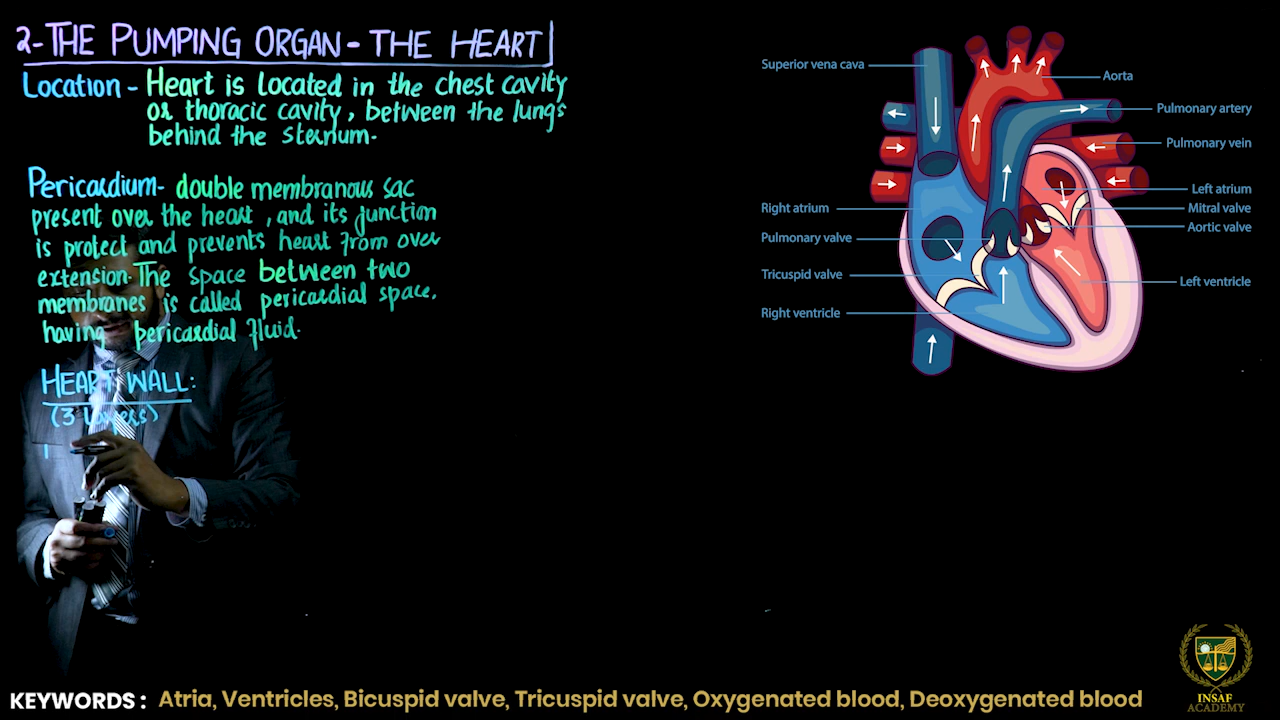 2-THE PUMPING ORGAN- THE HEART
Location - Heart is located in the chest cavity
or thoracic cavity, between the lungs
behind the sternum.
Pericardium- double membranous sac
present over the heart, and its junction
is protect and prevents heart from over
extension. The space between two
membranes is called pericardial space,
having pericardial fluid.
HEART WALL:
(3 Layers)
Superior vena cava
Right atrium
Pulmonary valve
Tricuspid valve
Right ventricle
Aorta
Pulmonary artery
Pulmonary vein
Left atrium
Mitral valve
Aortic valve
Left ventricle
KEYWORDS : Atria, Ventricles, Bicuspid valve, Tricuspid valve, Oxygenated blood, Deoxygenated blood
INSAF
ACADEMY